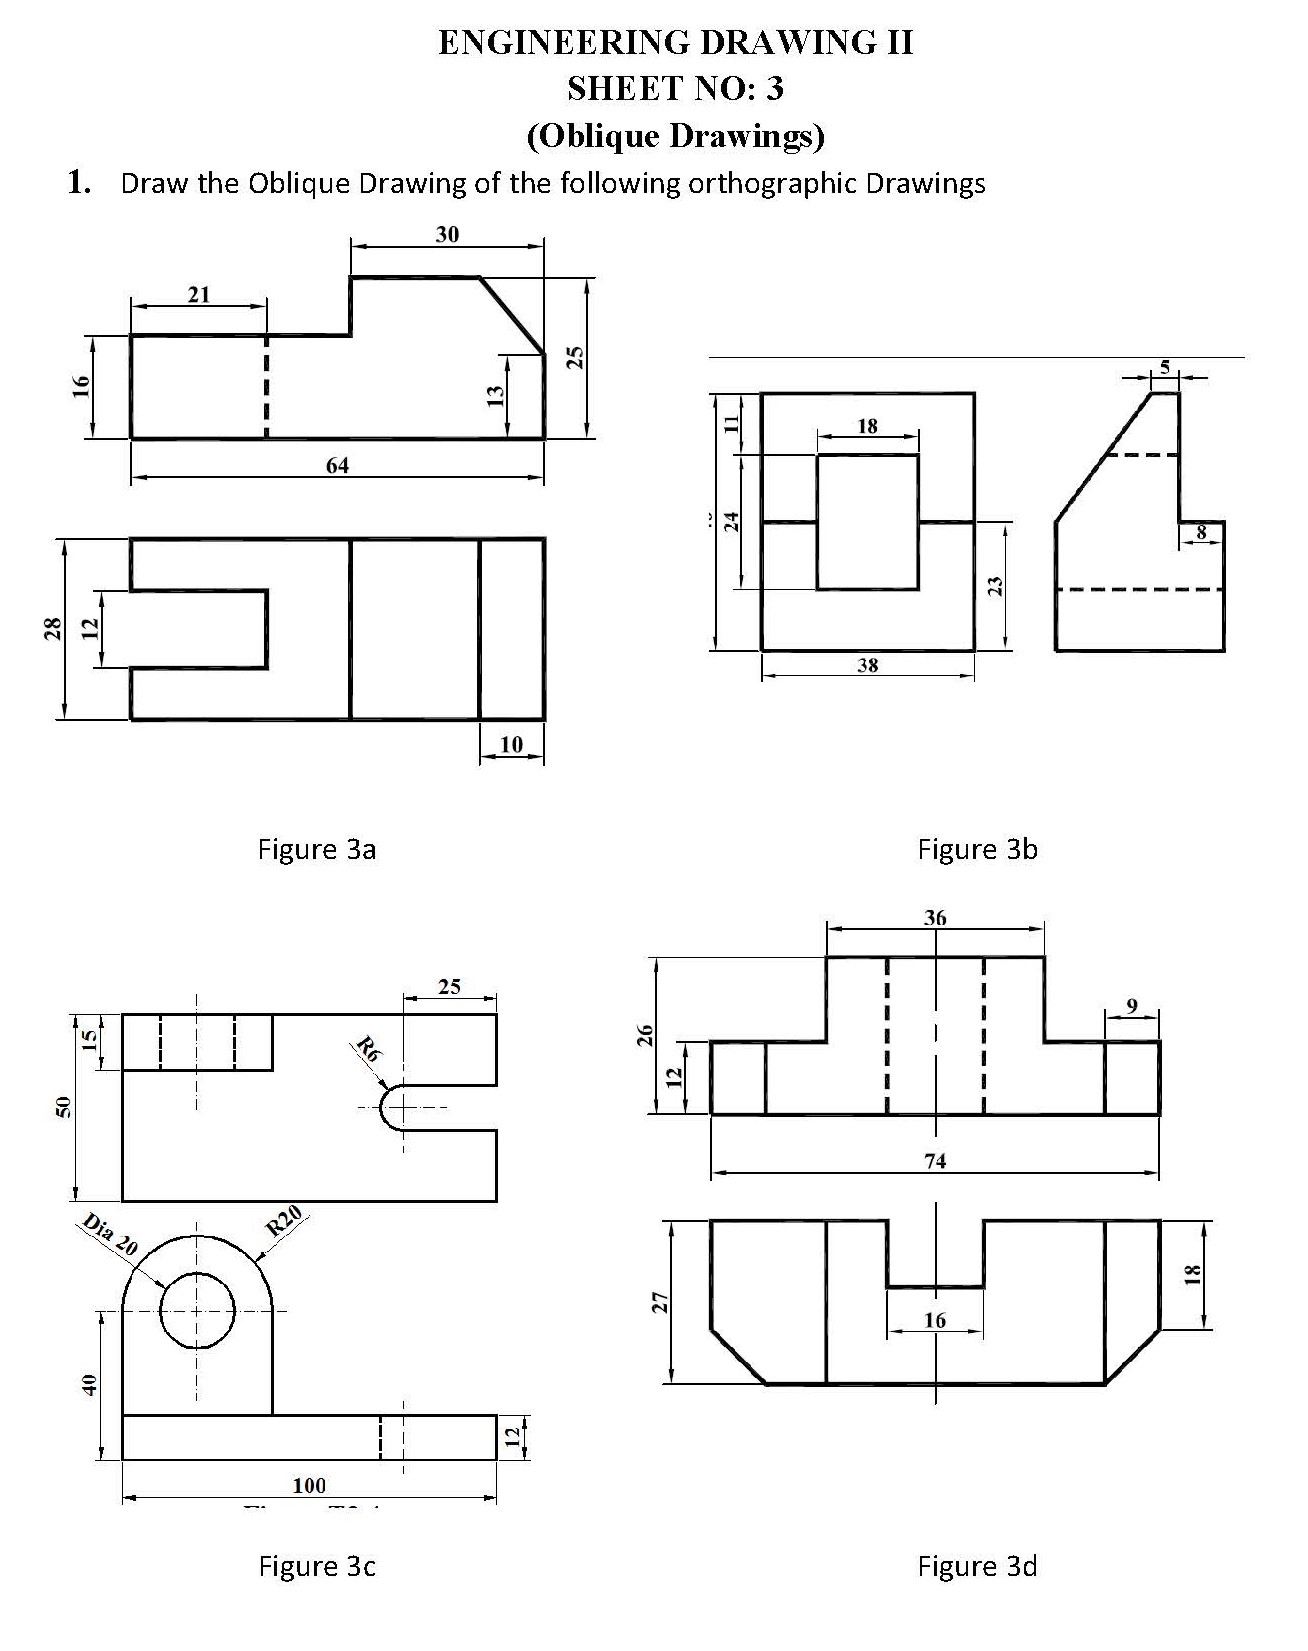 ENGINEERING DRAWING II
SHEET NO: 3
(Oblique Drawings)
1. Draw the Oblique Drawing of the following orthographic Drawings
30
21
16
13
25
64
28
12
10
Figure 3a
5
11
18
24
8
23
38
Figure 3b
25
15
R6
50
Dia 20
R20
40
12
100
Figure 3c
36
26
12
9
74
27
16
18
Figure 3d